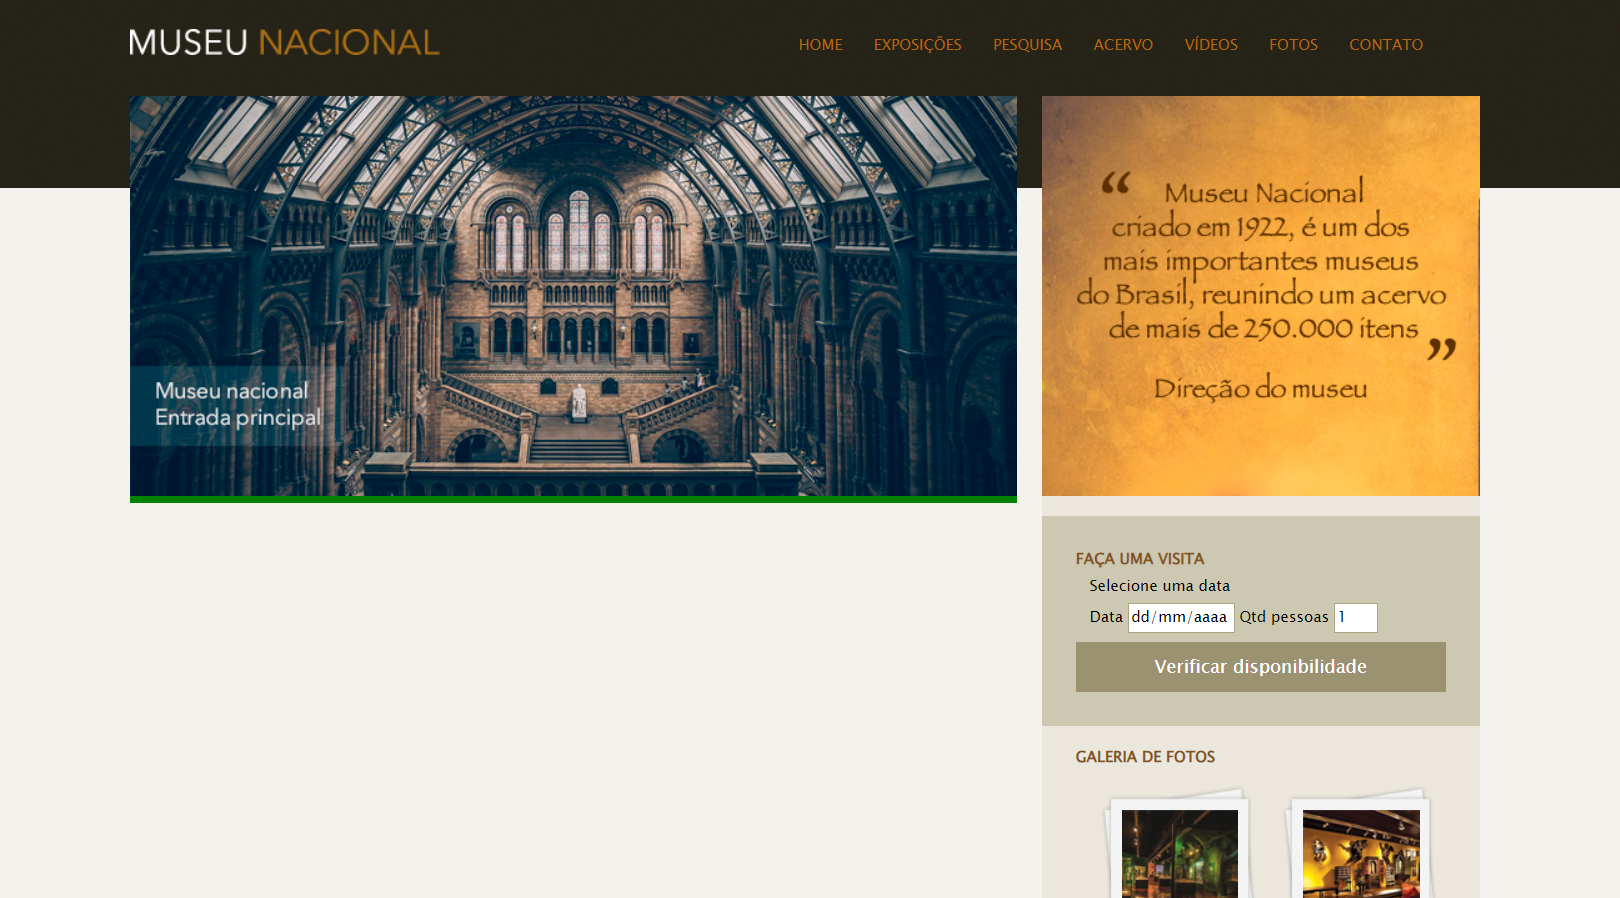 MUSEU NACIONAL
HOME EXPOSIÇÕES PESQUISA ACERVO VÍDEOS FOTOS CONTATO
Museu nacional
Entrada principal
“ Museu Nacional
criado em 1922, é um dos
mais importantes museus
do Brasil, reunindo um acervo
de mais de 250.000 itens ”
Direção do museu
FAÇA UMA VISITA
Selecione uma data
Data dd/mm/aaaa Qtd pessoas 1
Verificar disponibilidade
GALERIA DE FOTOS